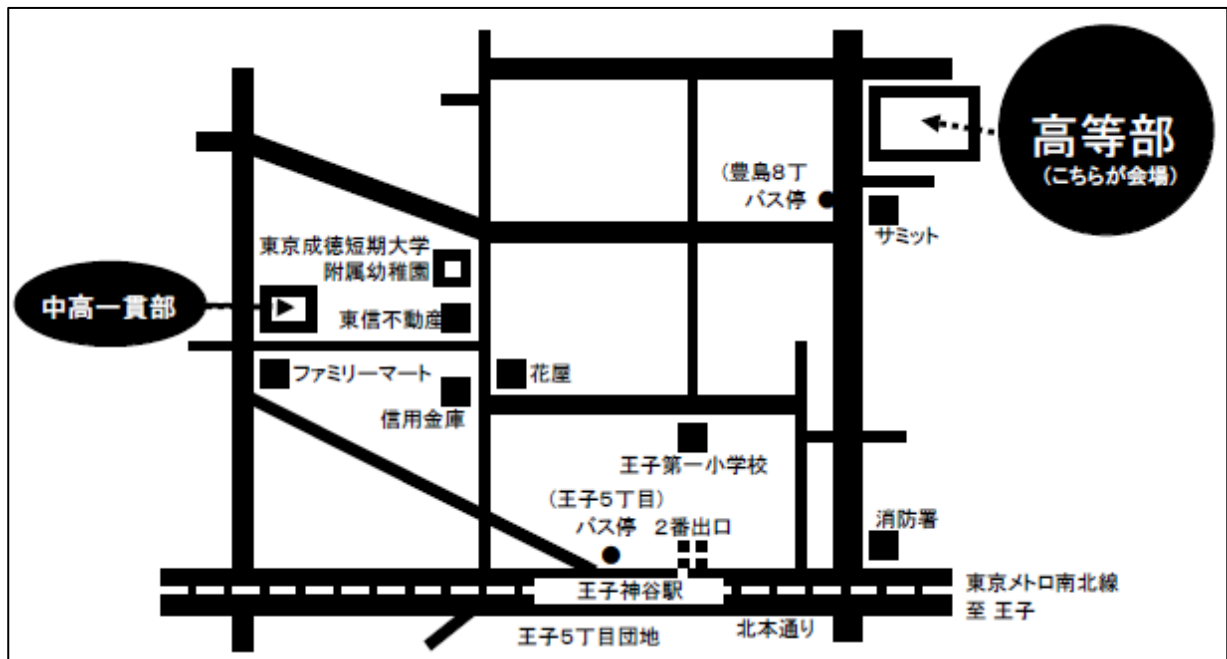 高等部
(こちらが会場)
(豊島8丁
バス停
サミット
東京成徳短期大学
附属幼稚園
中高一貫部
東信不動産
ファミリーマート
花屋
信用金庫
王子第一小学校
(王子5丁目)
バス停
2番出口
消防署
王子神谷駅
東京メトロ南北線
至 王子
王子5丁目団地
北本通り